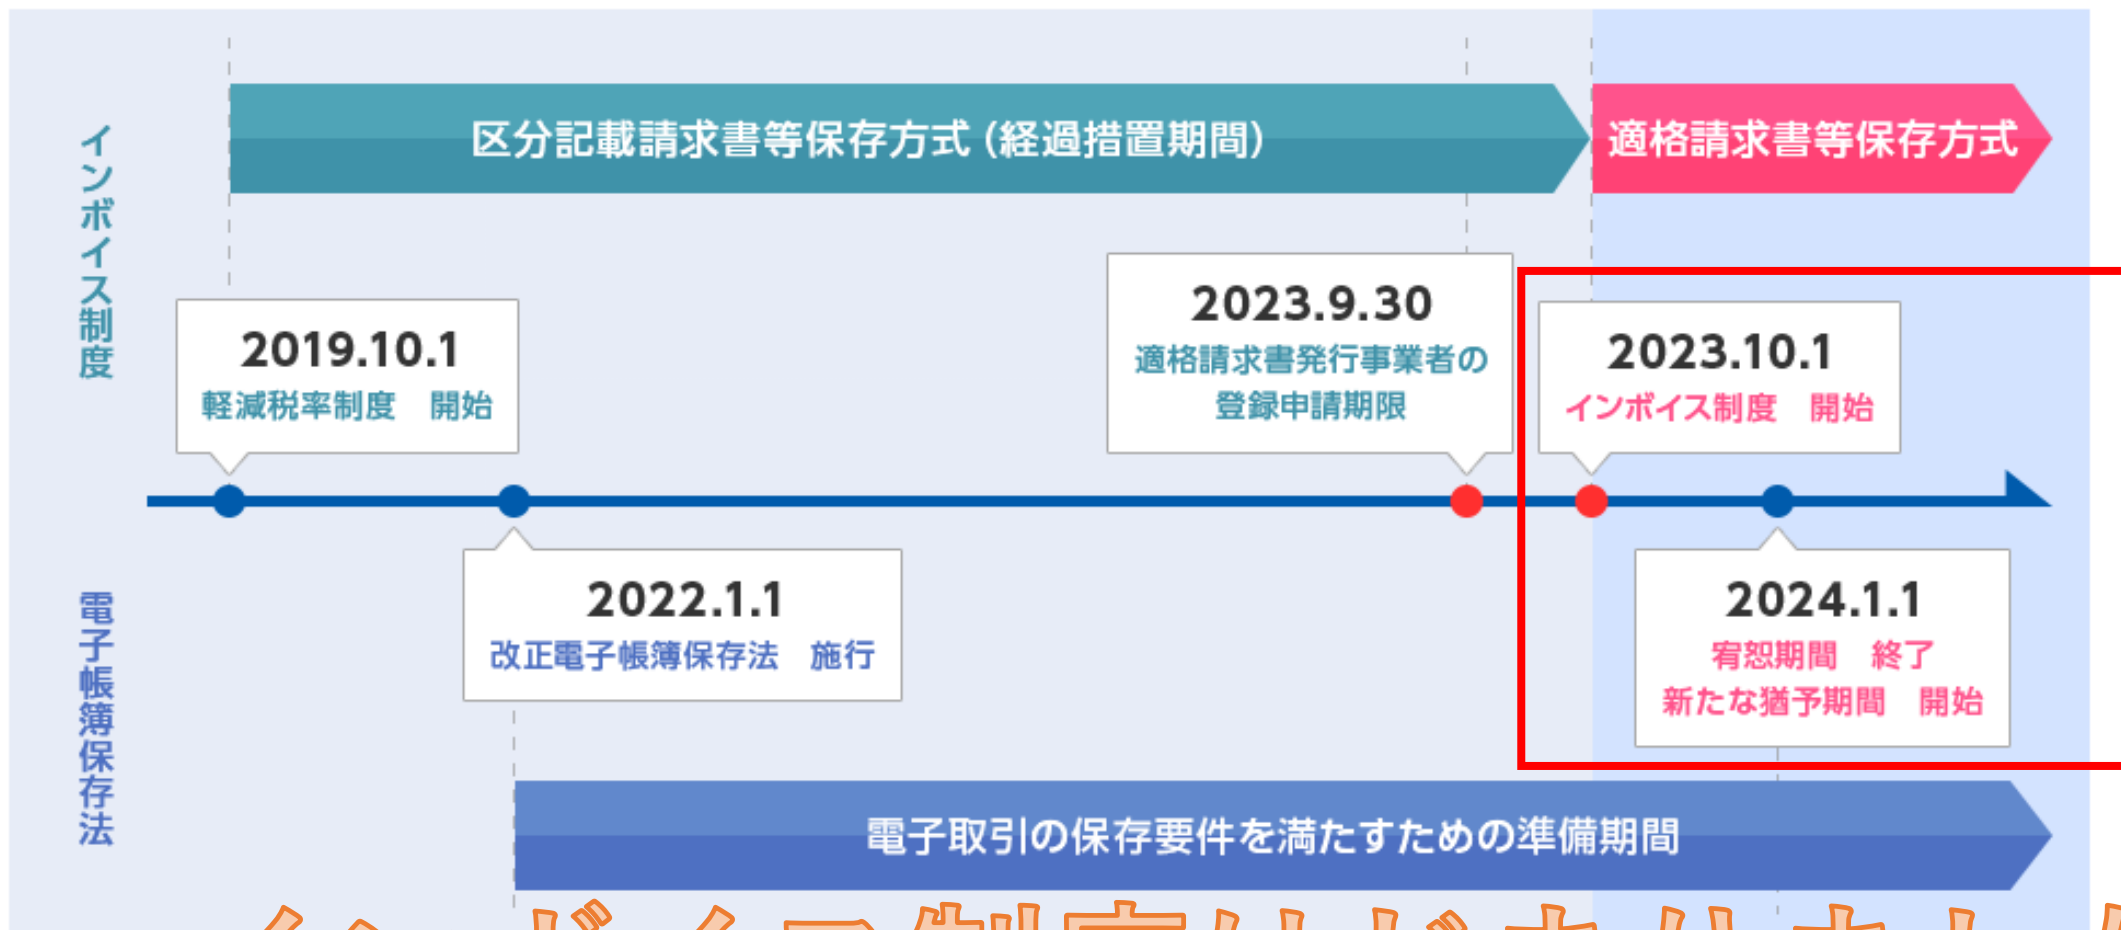 インボイス制度
区分記載請求書等保存方式 (経過措置期間)
適格請求書等保存方式
2019.10.1
軽減税率制度　開始
2023.9.30
適格請求書発行事業者の
登録申請期限
2023.10.1
インボイス制度　開始
電子帳簿保存法
2022.1.1
改正電子帳簿保存法　施行
2024.1.1
宥恕期間　終了
新たな猶予期間　開始
電子取引の保存要件を満たすための準備期間